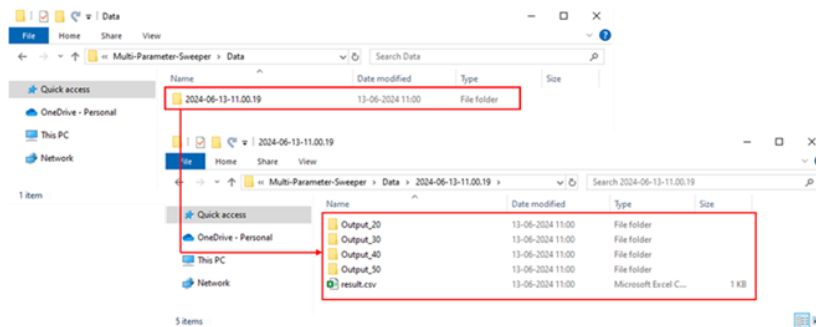 Data
File Home Share View
« Multi-Parameter-Sweeper > Data Search Data
Name Date modified Type Size
Quick access
2024-06-13-11.00.19 13-06-2024 11:00 File folder
OneDrive - Personal
This PC
Network
1 item
2024-06-13-11.00.19
File Home Share View
« Multi-Parameter-Sweeper > Data > 2024-06-13-11.00.19 > Search 2024-06-13-11.00.19
Name Date modified Type Size
Quick access
OneDrive - Personal
This PC
Network
Output_20 13-06-2024 11:00 File folder
Output_30 13-06-2024 11:00 File folder
Output_40 13-06-2024 11:00 File folder
Output_50 13-06-2024 11:00 File folder
result.csv 13-06-2024 11:00 Microsoft Excel C... 1 KB
5 items